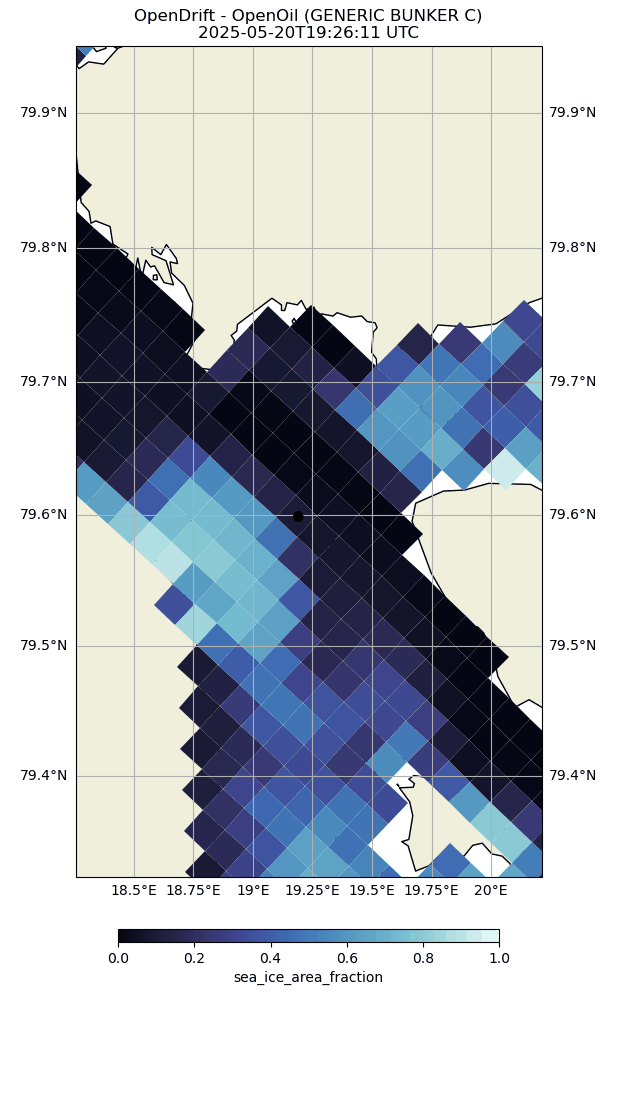 OpenDrift - OpenOil (GENERIC BUNKER C)
2025-05-20T19:26:11 UTC
79.9°N 79.9°N
79.8°N 79.8°N
79.7°N 79.7°N
79.6°N 79.6°N
79.5°N 79.5°N
79.4°N 79.4°N
18.5°E 18.75°E 19°E 19.25°E 19.5°E 19.75°E 20°E
0.0 0.2 0.4 0.6 0.8 1.0
sea_ice_area_fraction